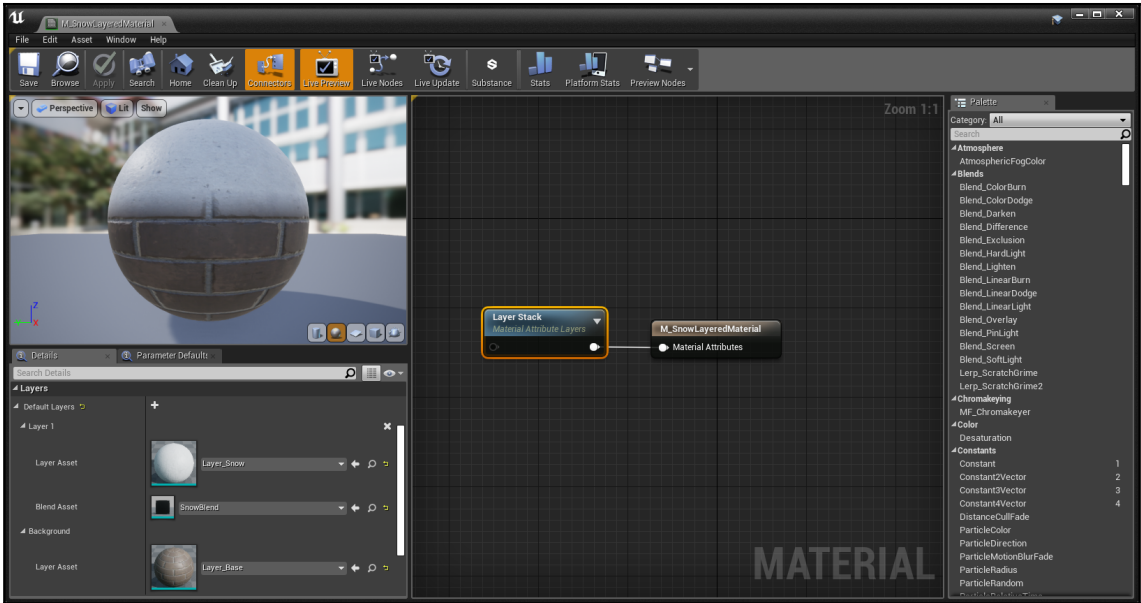 M_SnowLayeredMaterial
File Edit Asset Window Help
Save Browse Apply Search Home Clean Up Connectors Live Preview Live Nodes Live Update Substance Stats Platform Stats Preview Nodes
Perspective Lit Show
Zoom 1:1
Palette
Category: All
Search
Atmosphere
AtmosphericFogColor
Blends
Blend_ColorBurn
Blend_ColorDodge
Blend_Darken
Blend_Difference
Blend_Exclusion
Blend_HardLight
Blend_Lighten
Blend_LinearBurn
Blend_LinearDodge
Blend_LinearLight
Blend_Overlay
Blend_PinLight
Blend_Screen
Blend_SoftLight
Lerp_ScratchGrime
Lerp_ScratchGrime2
Chromakeying
MF_Chromakeyer
Color
Desaturation
Constants
Constant 1
Constant2Vector 2
Constant3Vector 3
Constant4Vector 4
DistanceCullFade
ParticleColor
ParticleDirection
ParticleMotionBlurFade
ParticleRadius
ParticleRandom
ParticleRelativeTime
Layer Stack
Material Attribute Layers
M_SnowLayeredMaterial
Material Attributes
MATERIAL
Z
X
Details Parameter Defaults
Search Details
Layers
Default Layers
Layer 1
Layer Asset Layer_Snow
Blend Asset SnowBlend
Background
Layer Asset Layer_Base